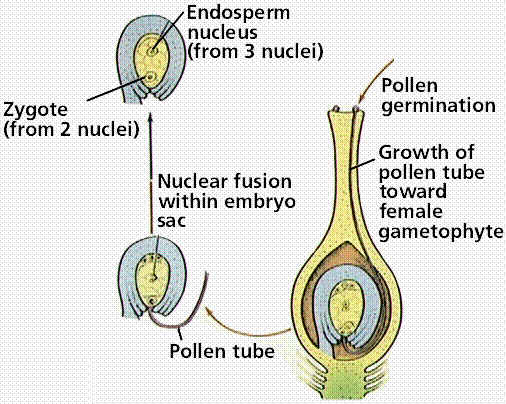 Endosperm
nucleus
(from 3 nuclei)
Zygote
(from 2 nuclei)
Pollen
germination
Growth of
pollen tube
toward
female
gametophyte
Nuclear fusion
within embryo
sac
Pollen tube